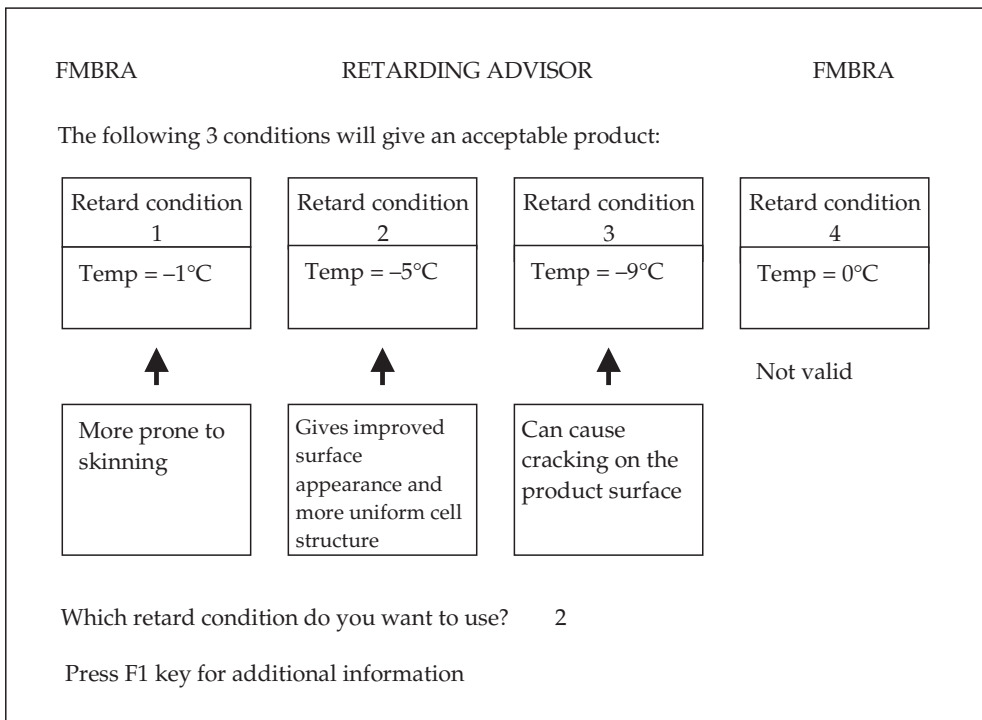 FMBRA RETARDING ADVISOR FMBRA
The following 3 conditions will give an acceptable product:
Retard condition
1
Temp = –1°C
Retard condition
2
Temp = –5°C
Retard condition
3
Temp = –9°C
Retard condition
4
Temp = 0°C
Not valid
More prone to
skinning
Gives improved
surface
appearance and
more uniform cell
structure
Can cause
cracking on the
product surface
Which retard condition do you want to use? 2
Press F1 key for additional information